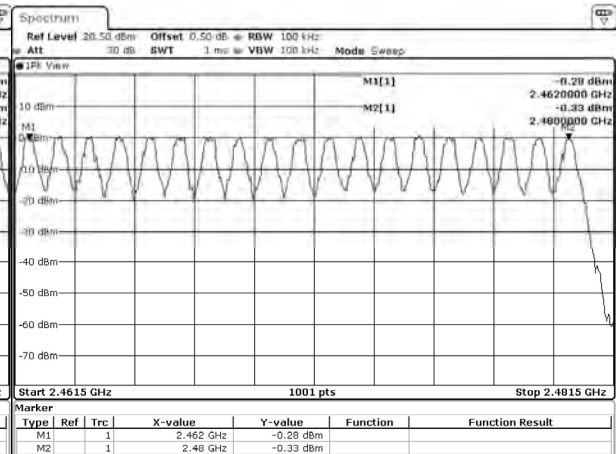 Spectrum
Ref Level 20.50 dBm Offset 0.50 dB RBW 100 kHz
Att 30 dB SWT 1 ms VBW 100 kHz Mode Sweep
1Pk View
M1[1] -0.28 dBm
2.4620000 GHz
M2[1] -0.33 dBm
2.4800000 GHz
10 dBm
M1
M2
0 dBm
-10 dBm
-20 dBm
-30 dBm
-40 dBm
-50 dBm
-60 dBm
-70 dBm
Start 2.4615 GHz 1001 pts Stop 2.4815 GHz
Marker
Type Ref Trc X-value Y-value Function Function Result
M1 1 2.462 GHz -0.28 dBm
M2 1 2.48 GHz -0.33 dBm